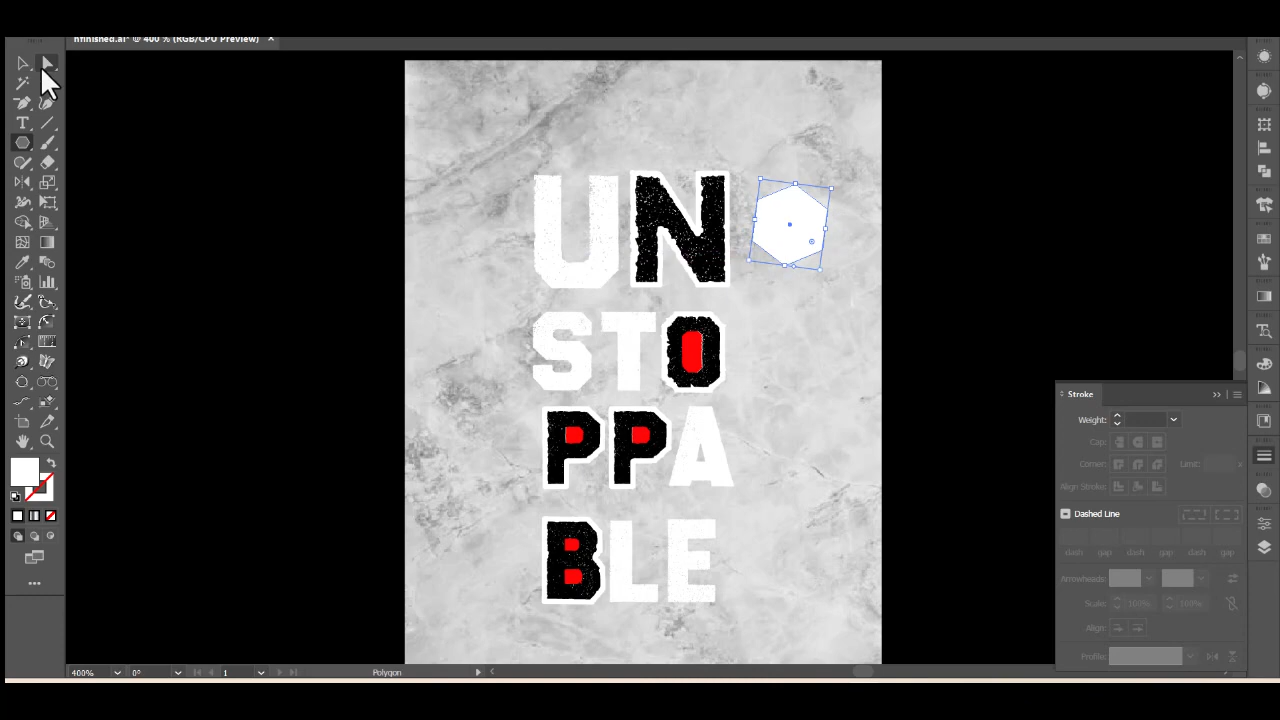 nfinished.ai* @ 400 % (RGB/CPU Preview) ×
UN
STO
PPA
BLE
Stroke
Weight:
Cap:
Corner:
Limit:
x
Align Stroke:
Dashed Line
dash gap dash gap dash gap
Arrowheads:
Scale: 100% 100%
Align:
Profile:
400% 0° 1 Polygon